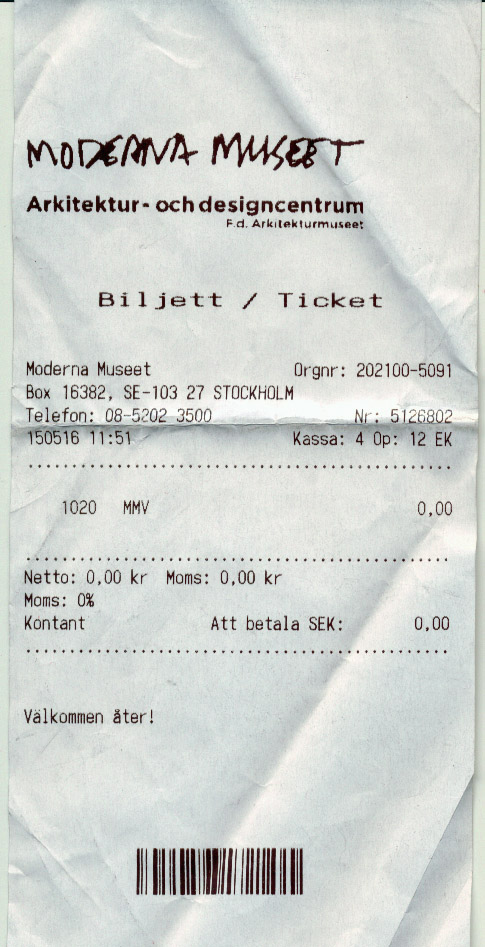 MODERNA MUSEET
Arkitektur- och designcentrum
F.d. Arkitekturmuseet
Biljett / Ticket
Moderna Museet Orgnr: 202100-5091
Box 16382, SE-103 27 STOCKHOLM
Telefon: 08-5202 3500 Nr: 5126802
150516 11:51 Kassa: 4 Op: 12 EK
1020 MMV 0,00
Netto: 0,00 kr Moms: 0,00 kr
Moms: 0%
Kontant Att betala SEK: 0,00
Välkommen åter!